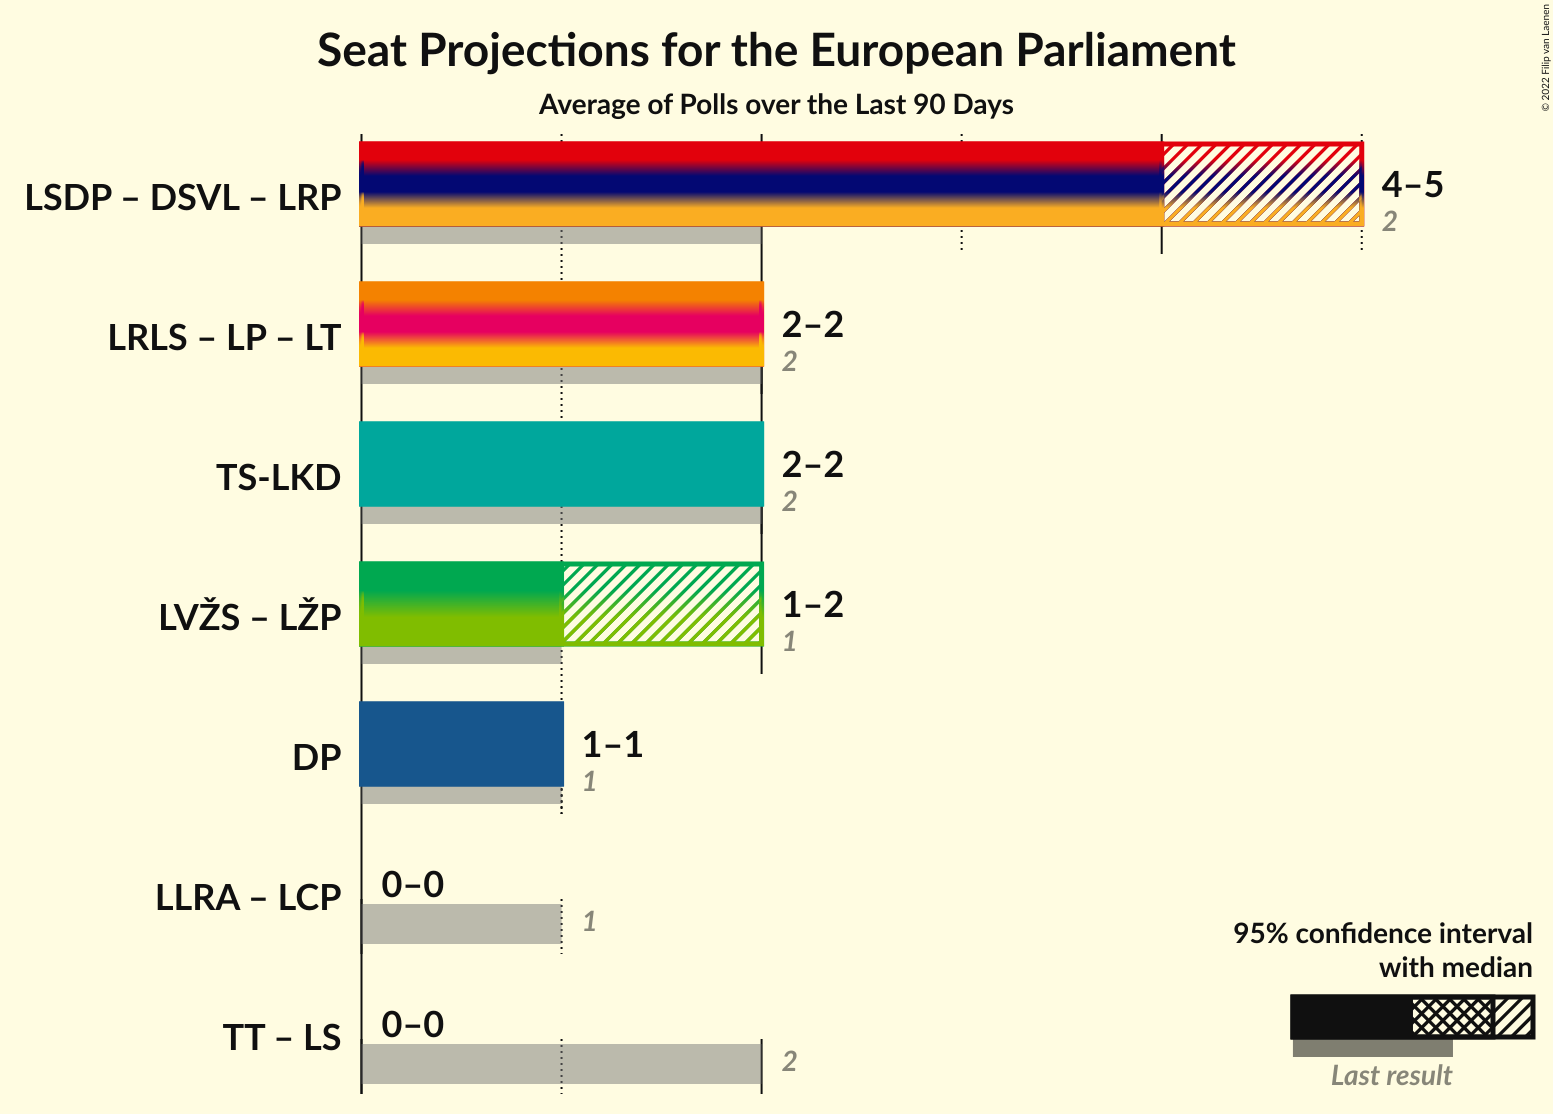 Seat Projections for the European Parliament
Average of Polls over the Last 90 Days
© 2022 Filip van Laenen
LSDP – DSVL – LRP
4–5
2
LRLS – LP – LT
2–2
2
TS-LKD
2–2
2
LVŽS – LŽP
1–2
1
DP
1–1
1
LLRA – LCP
0–0
1
TT – LS
0–0
2
95% confidence interval
with median
Last result